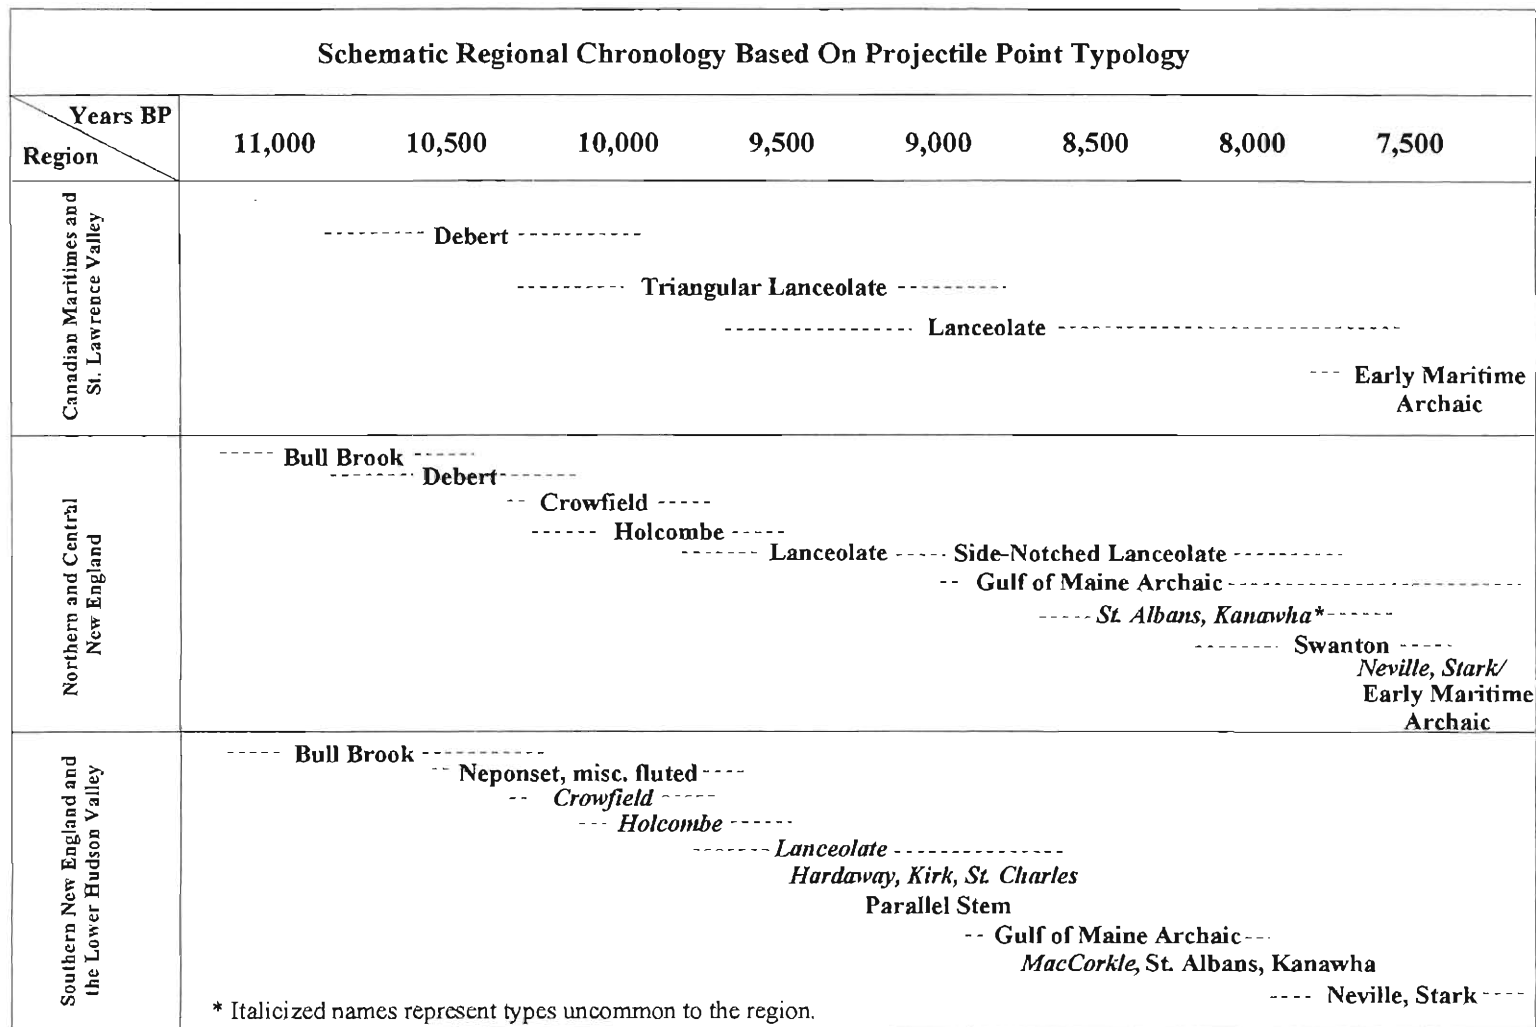 Schematic Regional Chronology Based On Projectile Point Typology
Years BP
Region
11,000 10,500 10,000 9,500 9,000 8,500 8,000 7,500
Canadian Maritimes and
St. Lawrence Valley
Debert
Triangular Lanceolate
Lanceolate
Early Maritime
Archaic
Northern and Central
New England
Bull Brook
Debert
Crowfield
Holcombe
Lanceolate Side-Notched Lanceolate
Gulf of Maine Archaic
St. Albans, Kanawha*
Swanton
Neville, Stark/
Early Maritime
Archaic
Southern New England and
the Lower Hudson Valley
Bull Brook
Neponset, misc. fluted
Crowfield
Holcombe
Lanceolate
Hardaway, Kirk, St. Charles
Parallel Stem
Gulf of Maine Archaic
MacCorkle, St. Albans, Kanawha
Neville, Stark
* Italicized names represent types uncommon to the region.